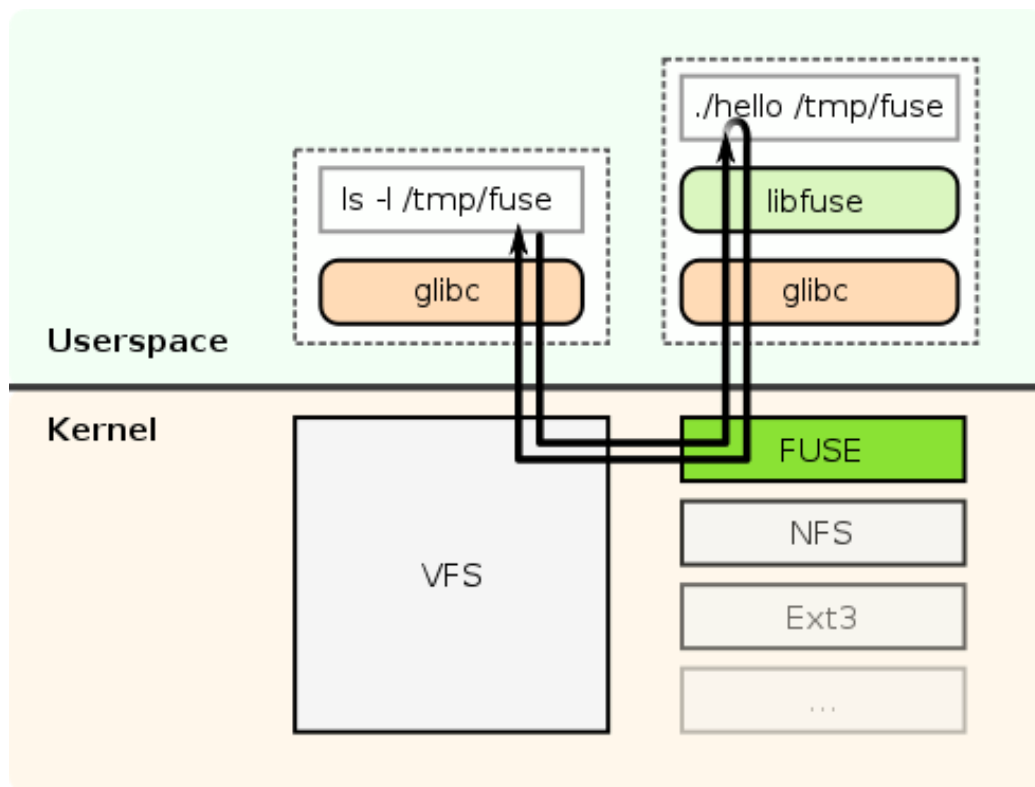 ./hello /tmp/fuse
ls -l /tmp/fuse
libfuse
glibc
glibc
Userspace
Kernel
FUSE
NFS
VFS
Ext3
...